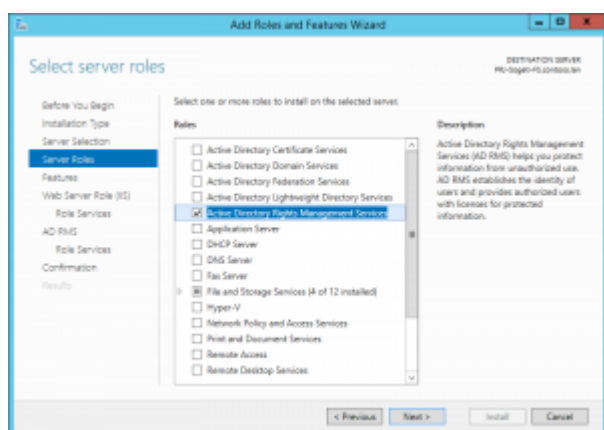 Add Roles and Features Wizard
Select server roles
DESTINATION SERVER
Before You Begin
Installation Type
Server Selection
Server Roles
Features
Web Server Role (IIS)
Role Services
AD RMS
Role Services
Confirmation
Results
Select one or more roles to install on the selected server.
Roles
Active Directory Certificate Services
Active Directory Domain Services
Active Directory Federation Services
Active Directory Lightweight Directory Services
Active Directory Rights Management Services
Application Server
DHCP Server
DNS Server
Fax Server
File and Storage Services (4 of 12 installed)
Hyper-V
Network Policy and Access Services
Print and Document Services
Remote Access
Remote Desktop Services
Description
Active Directory Rights Management
Services (AD RMS) helps you protect
information from unauthorized use.
AD RMS establishes the identity of
users and provides authorized users
with licenses for protected
information.
< Previous
Next >
Install
Cancel